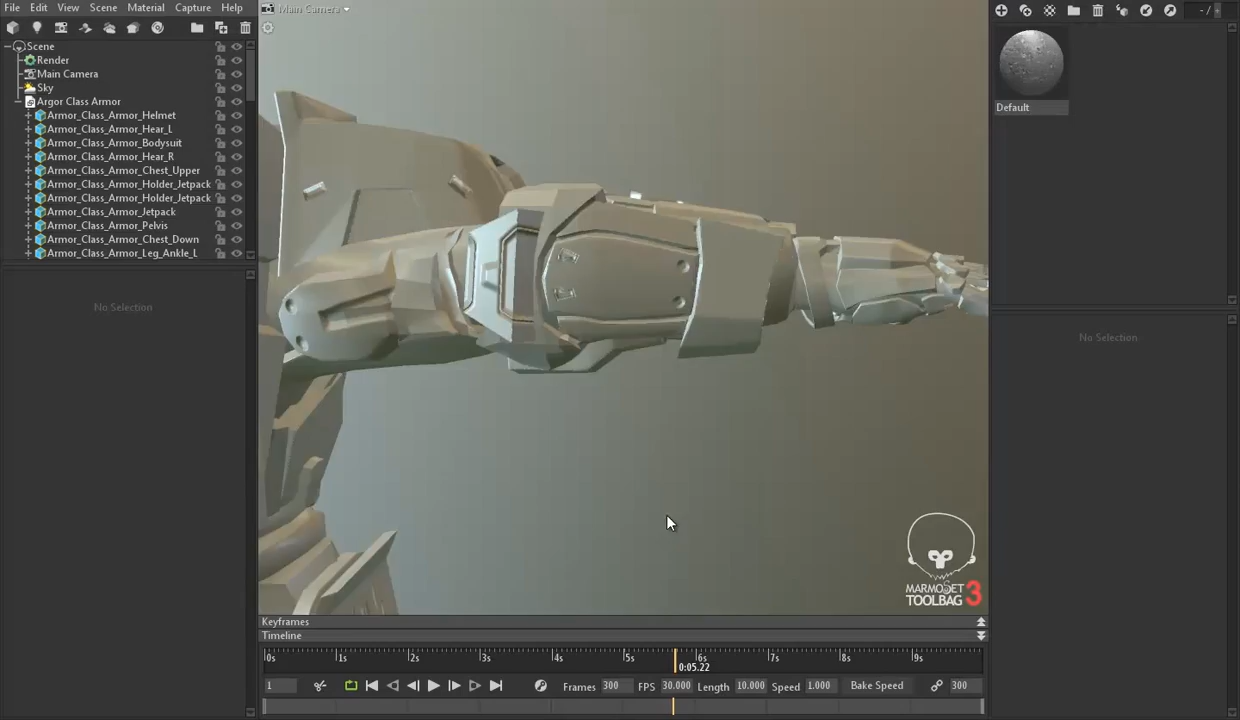 File Edit View Scene Material Capture Help
Main Camera
- / +
Scene
Render
Main Camera
Sky
Argor Class Armor
Armor_Class_Armor_Helmet
Armor_Class_Armor_Hear_L
Armor_Class_Armor_Bodysuit
Armor_Class_Armor_Hear_R
Armor_Class_Armor_Chest_Upper
Armor_Class_Armor_Holder_Jetpack
Armor_Class_Armor_Holder_Jetpack
Armor_Class_Armor_Jetpack
Armor_Class_Armor_Pelvis
Armor_Class_Armor_Chest_Down
Armor_Class_Armor_Leg_Ankle_L
No Selection
Default
No Selection
MARMOSET
TOOLBAG 3
Keyframes
Timeline
0s 1s 2s 3s 4s 5s 6s 7s 8s 9s
0:05.22
1 Frames 300 FPS 30.000 Length 10.000 Speed 1.000 Bake Speed 300